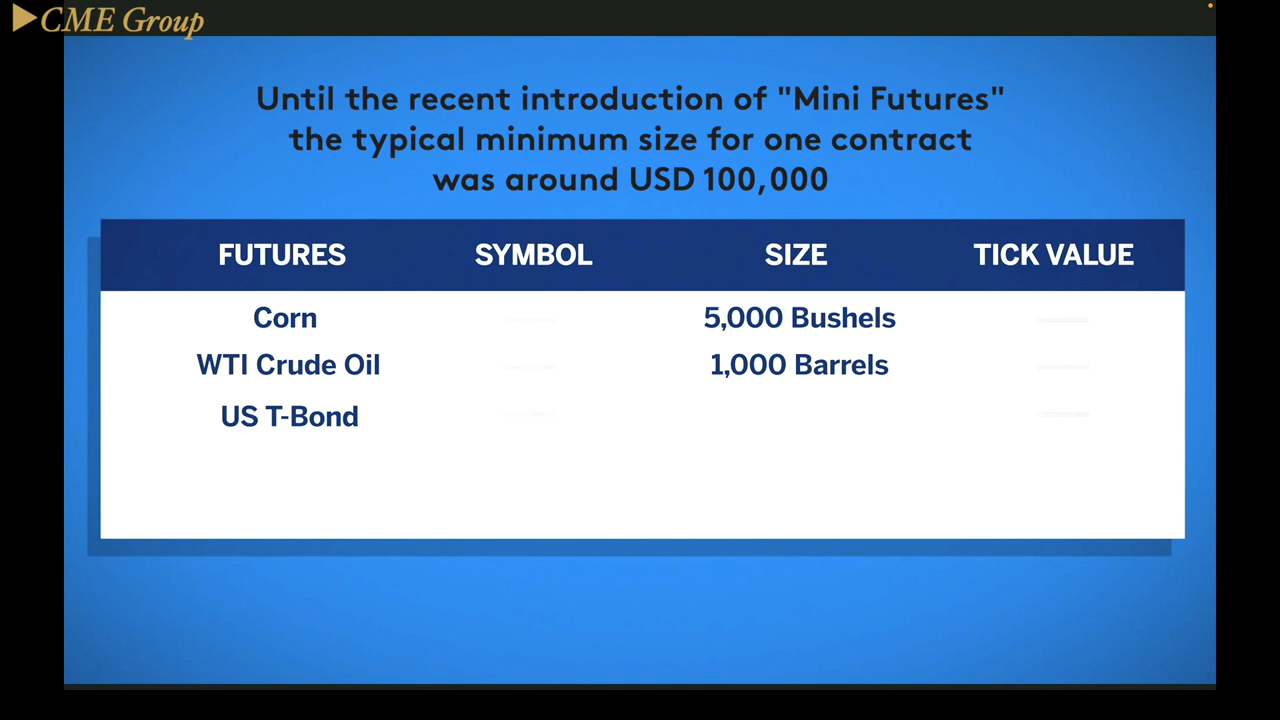 CME Group
Until the recent introduction of "Mini Futures"
the typical minimum size for one contract
was around USD 100,000
FUTURES SYMBOL SIZE TICK VALUE
Corn 5,000 Bushels
WTI Crude Oil 1,000 Barrels
US T-Bond